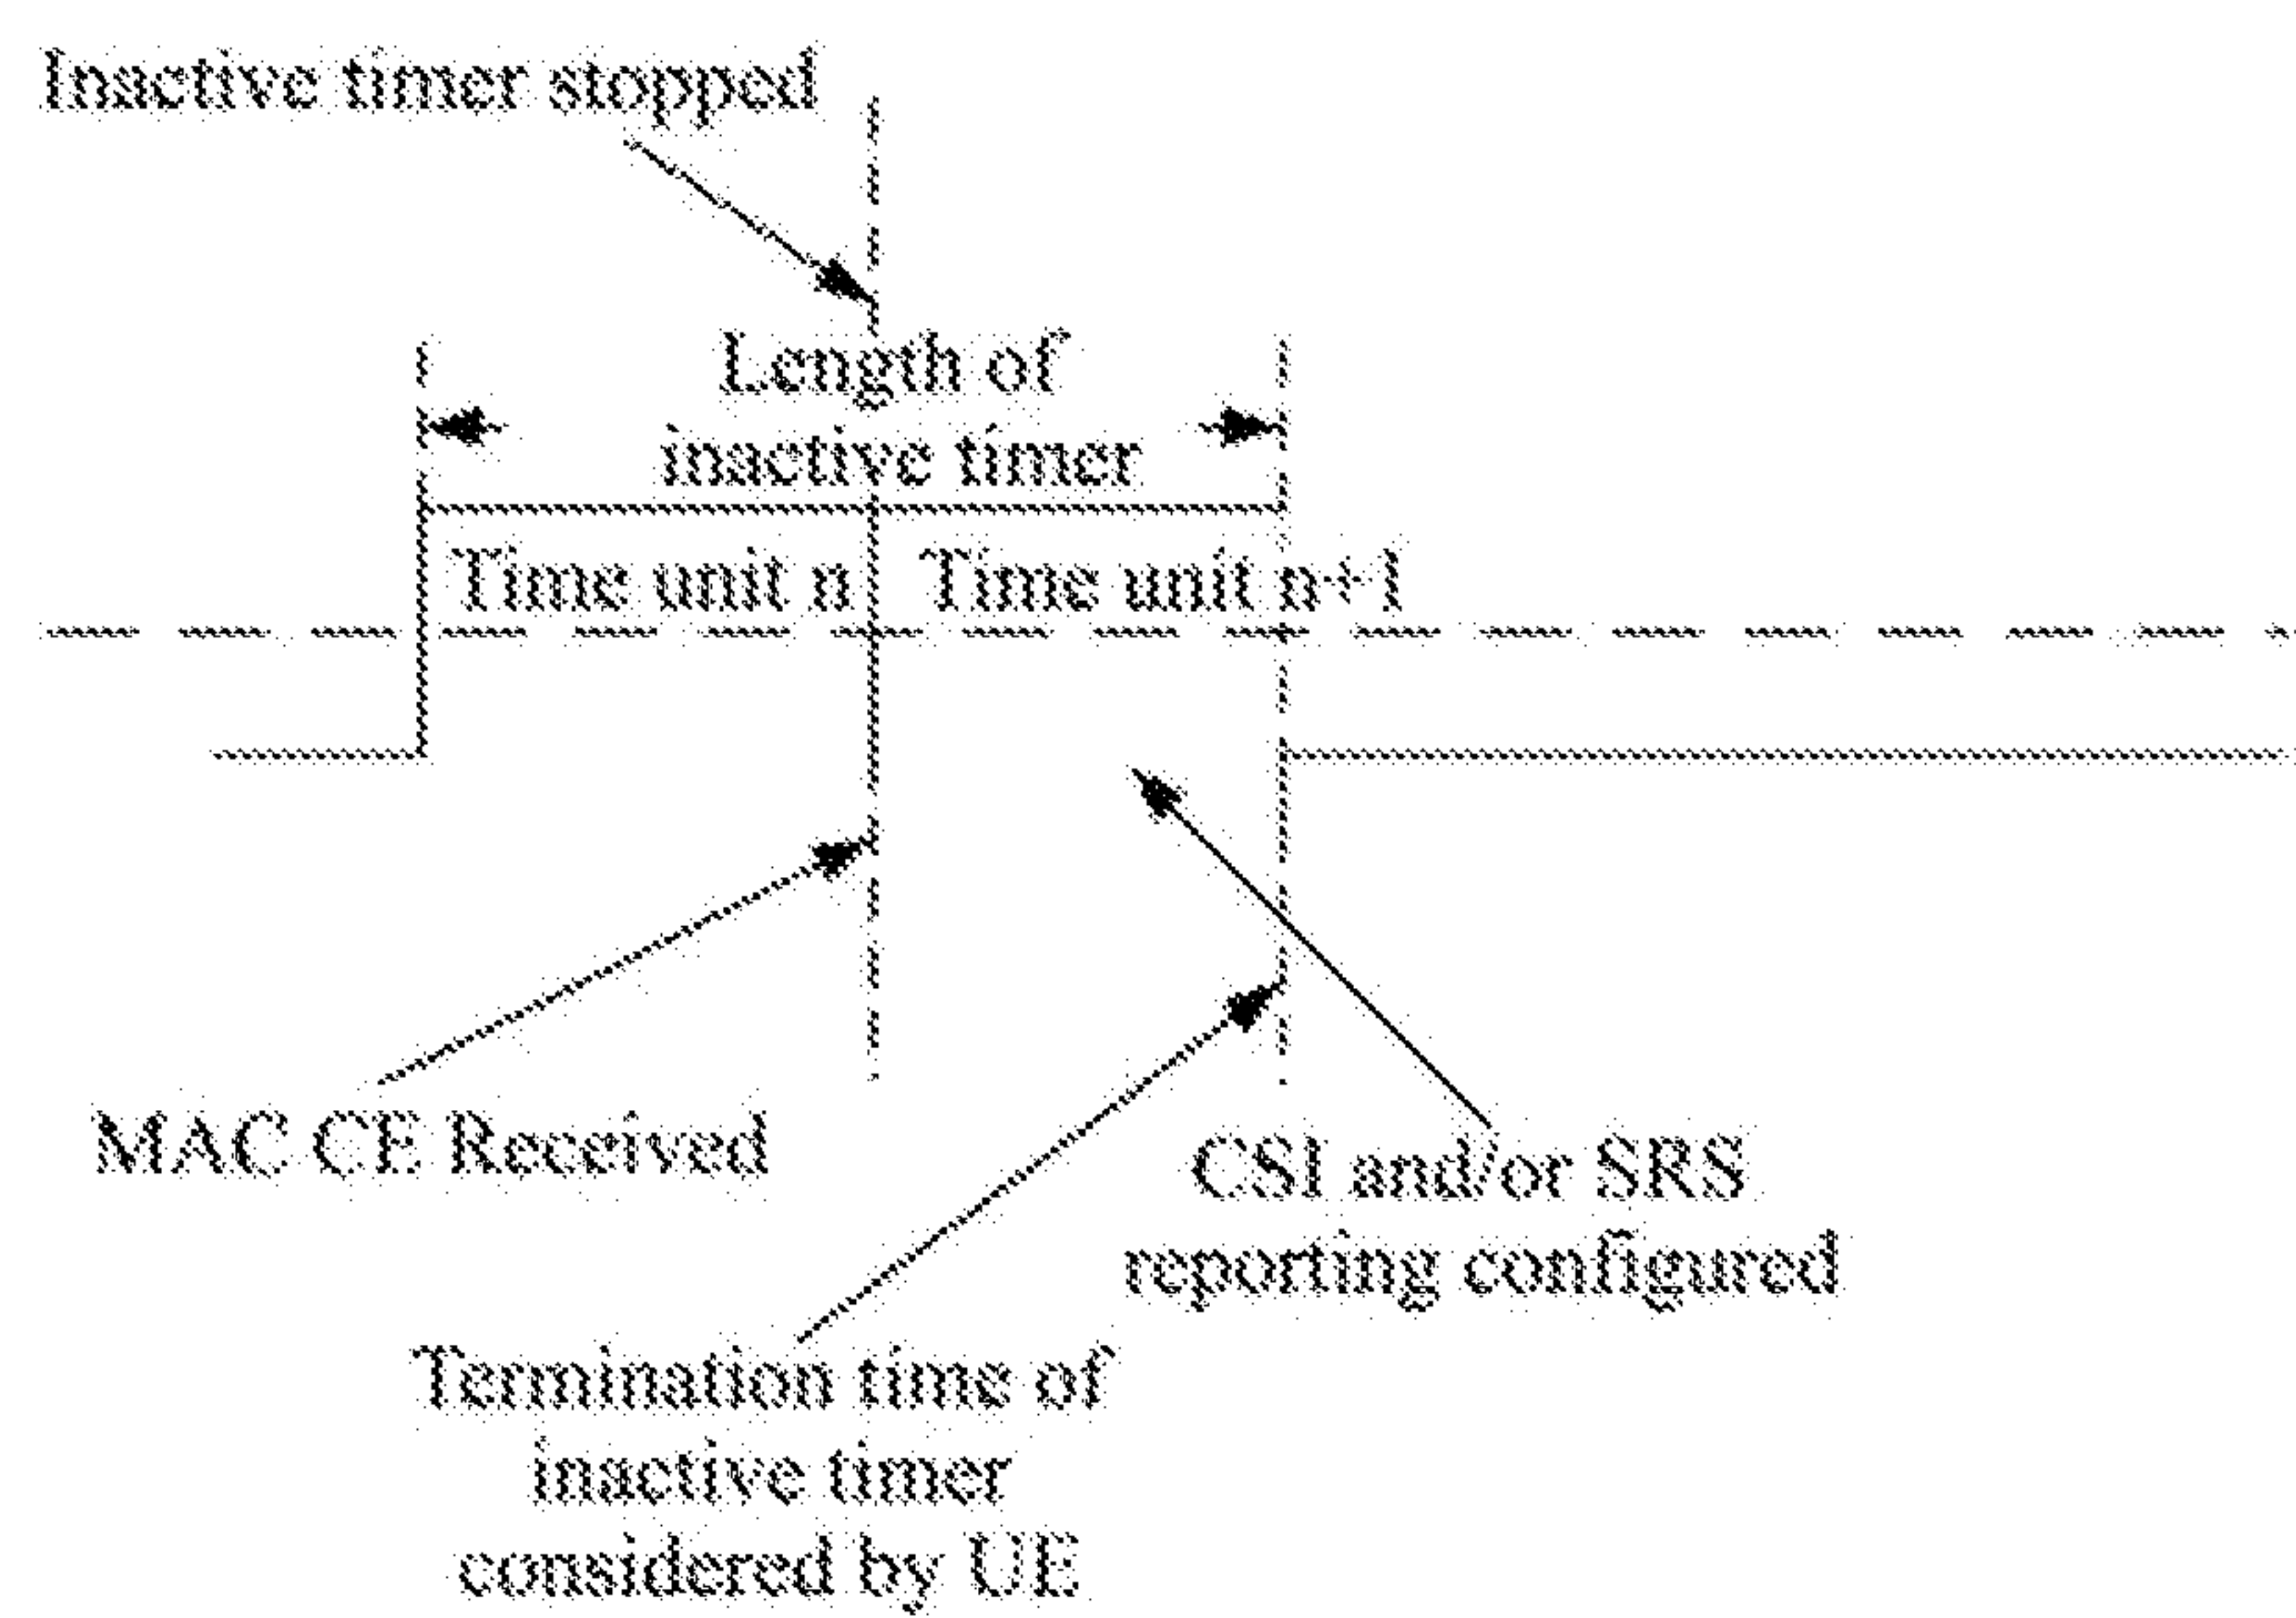 Inactive timer stopped
Length of
inactive timer
Time unit n
Time unit n+1
MAC CE Received
CSI and/or SRS
reporting configured
Termination time of
inactive timer
considered by UE